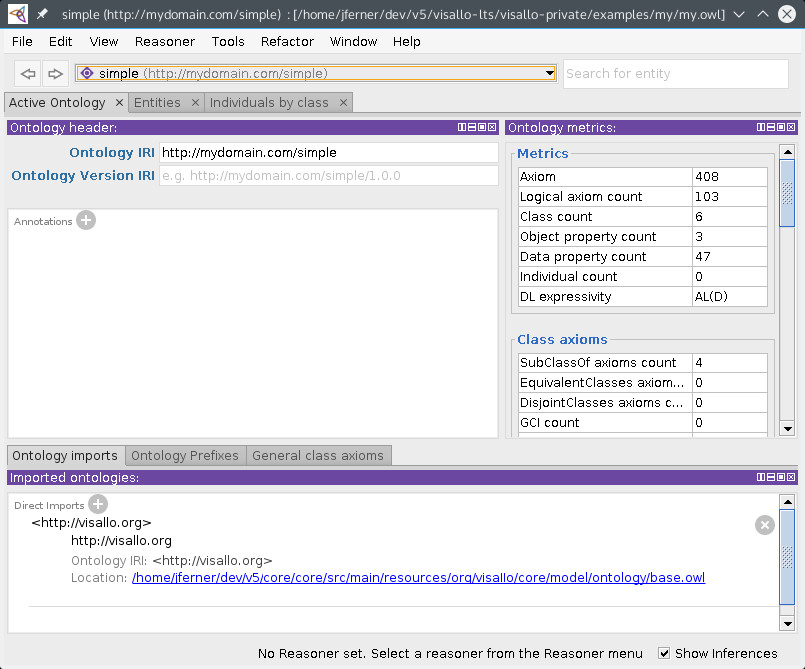 simple (http://mydomain.com/simple) : [/home/jferner/dev/v5/visallo-lts/visallo-private/examples/my/my.owl]
File Edit View Reasoner Tools Refactor Window Help
simple (http://mydomain.com/simple)
Search for entity
Active Ontology × Entities × Individuals by class ×
Ontology header:
Ontology IRI http://mydomain.com/simple
Ontology Version IRI e.g. http://mydomain.com/simple/1.0.0
Annotations
Ontology metrics:
Metrics
Axiom 408
Logical axiom count 103
Class count 6
Object property count 3
Data property count 47
Individual count 0
DL expressivity AL(D)
Class axioms
SubClassOf axioms count 4
EquivalentClasses axiom... 0
DisjointClasses axioms c... 0
GCI count 0
Ontology imports Ontology Prefixes General class axioms
Imported ontologies:
Direct Imports
<http://visallo.org>
http://visallo.org
Ontology IRI: <http://visallo.org>
Location: /home/jferner/dev/v5/core/core/src/main/resources/org/visallo/core/model/ontology/base.owl
No Reasoner set. Select a reasoner from the Reasoner menu Show Inferences